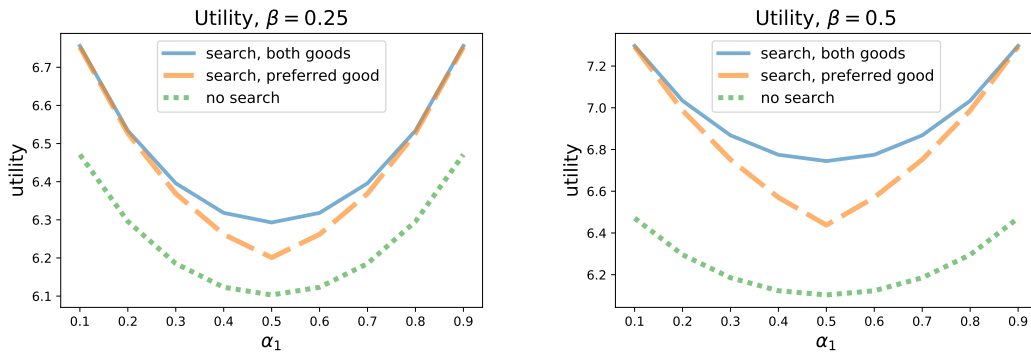 Utility, β = 0.25
utility
6.7
6.6
6.5
6.4
6.3
6.2
6.1
search, both goods
search, preferred good
no search
0.1 0.2 0.3 0.4 0.5 0.6 0.7 0.8 0.9
α₁
Utility, β = 0.5
utility
7.2
7.0
6.8
6.6
6.4
6.2
search, both goods
search, preferred good
no search
0.1 0.2 0.3 0.4 0.5 0.6 0.7 0.8 0.9
α₁